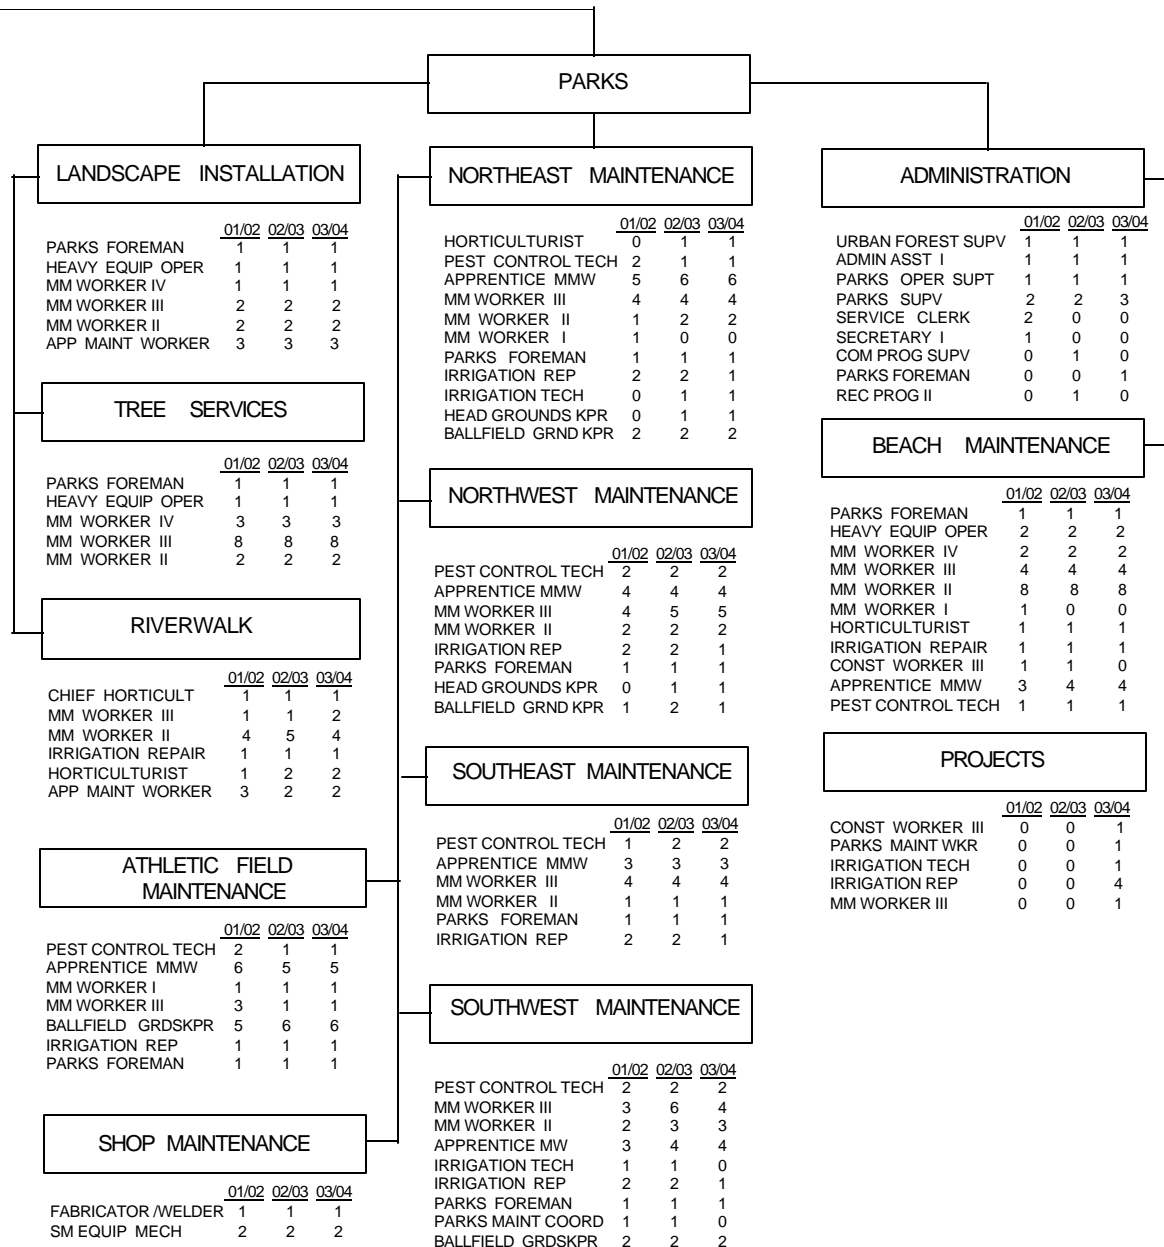 PARKS
LANDSCAPE INSTALLATION
01/02 02/03 03/04
PARKS FOREMAN 1 1 1
HEAVY EQUIP OPER 1 1 1
MM WORKER IV 1 1 1
MM WORKER III 2 2 2
MM WORKER II 2 2 2
APP MAINT WORKER 3 3 3
TREE SERVICES
01/02 02/03 03/04
PARKS FOREMAN 1 1 1
HEAVY EQUIP OPER 1 1 1
MM WORKER IV 3 3 3
MM WORKER III 8 8 8
MM WORKER II 2 2 2
RIVERWALK
01/02 02/03 03/04
CHIEF HORTICULT 1 1 1
MM WORKER III 1 1 2
MM WORKER II 4 5 4
IRRIGATION REPAIR 1 1 1
HORTICULTURIST 1 2 2
APP MAINT WORKER 3 2 2
ATHLETIC FIELD
MAINTENANCE
01/02 02/03 03/04
PEST CONTROL TECH 2 1 1
APPRENTICE MMW 6 5 5
MM WORKER I 1 1 1
MM WORKER III 3 1 1
BALLFIELD GRDSKPR 5 6 6
IRRIGATION REP 1 1 1
PARKS FOREMAN 1 1 1
SHOP MAINTENANCE
01/02 02/03 03/04
FABRICATOR /WELDER 1 1 1
SM EQUIP MECH 2 2 2
NORTHEAST MAINTENANCE
01/02 02/03 03/04
HORTICULTURIST 0 1 1
PEST CONTROL TECH 2 1 1
APPRENTICE MMW 5 6 6
MM WORKER III 4 4 4
MM WORKER II 1 2 2
MM WORKER I 1 0 0
PARKS FOREMAN 1 1 1
IRRIGATION REP 2 2 1
IRRIGATION TECH 0 1 1
HEAD GROUNDS KPR 0 1 1
BALLFIELD GRND KPR 2 2 2
NORTHWEST MAINTENANCE
01/02 02/03 03/04
PEST CONTROL TECH 2 2 2
APPRENTICE MMW 4 4 4
MM WORKER III 4 5 5
MM WORKER II 2 2 2
IRRIGATION REP 2 2 1
PARKS FOREMAN 1 1 1
HEAD GROUNDS KPR 0 1 1
BALLFIELD GRND KPR 1 2 1
SOUTHEAST MAINTENANCE
01/02 02/03 03/04
PEST CONTROL TECH 1 2 2
APPRENTICE MMW 3 3 3
MM WORKER III 4 4 4
MM WORKER II 1 1 1
PARKS FOREMAN 1 1 1
IRRIGATION REP 2 2 1
SOUTHWEST MAINTENANCE
01/02 02/03 03/04
PEST CONTROL TECH 2 2 2
MM WORKER III 3 6 4
MM WORKER II 2 3 3
APPRENTICE MW 3 4 4
IRRIGATION TECH 1 1 0
IRRIGATION REP 2 2 1
PARKS FOREMAN 1 1 1
PARKS MAINT COORD 1 1 0
BALLFIELD GRDSKPR 2 2 2
ADMINISTRATION
01/02 02/03 03/04
URBAN FOREST SUPV 1 1 1
ADMIN ASST I 1 1 1
PARKS OPER SUPT 1 1 1
PARKS SUPV 2 2 3
SERVICE CLERK 2 0 0
SECRETARY I 1 0 0
COM PROG SUPV 0 1 0
PARKS FOREMAN 0 0 1
REC PROG II 0 1 0
BEACH MAINTENANCE
01/02 02/03 03/04
PARKS FOREMAN 1 1 1
HEAVY EQUIP OPER 2 2 2
MM WORKER IV 2 2 2
MM WORKER III 4 4 4
MM WORKER II 8 8 8
MM WORKER I 1 0 0
HORTICULTURIST 1 1 1
IRRIGATION REPAIR 1 1 1
CONST WORKER III 1 1 0
APPRENTICE MMW 3 4 4
PEST CONTROL TECH 1 1 1
PROJECTS
01/02 02/03 03/04
CONST WORKER III 0 0 1
PARKS MAINT WKR 0 0 1
IRRIGATION TECH 0 0 1
IRRIGATION REP 0 0 4
MM WORKER III 0 0 1